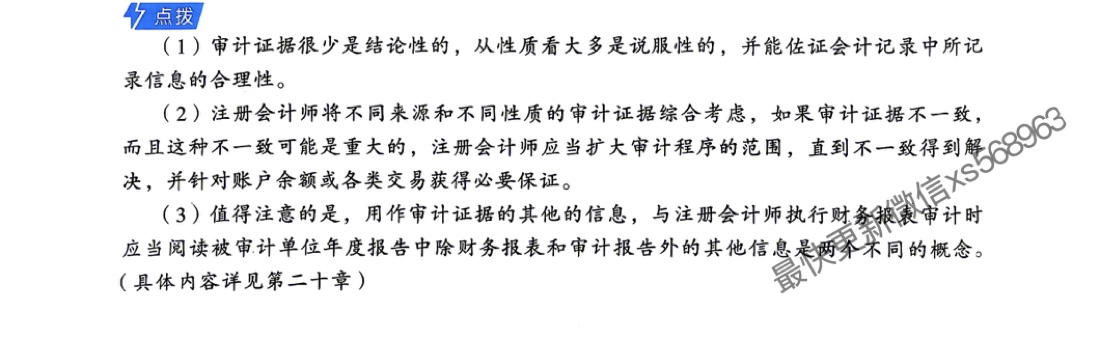 点拨
（1）审计证据很少是结论性的，从性质看大多是说服性的，并能佐证会计记录中所记
录信息的合理性。
（2）注册会计师将不同来源和不同性质的审计证据综合考虑，如果审计证据不一致，
而且这种不一致可能是重大的，注册会计师应当扩大审计程序的范围，直到不一致得到解
决，并针对账户余额或各类交易获得必要保证。
（3）值得注意的是，用作审计证据的其他的信息，与注册会计师执行财务报表审计时
应当阅读被审计单位年度报告中除财务报表和审计报告外的其他信息是两个不同的概念。
（具体内容详见第二十章）
最快更新微信xs568963